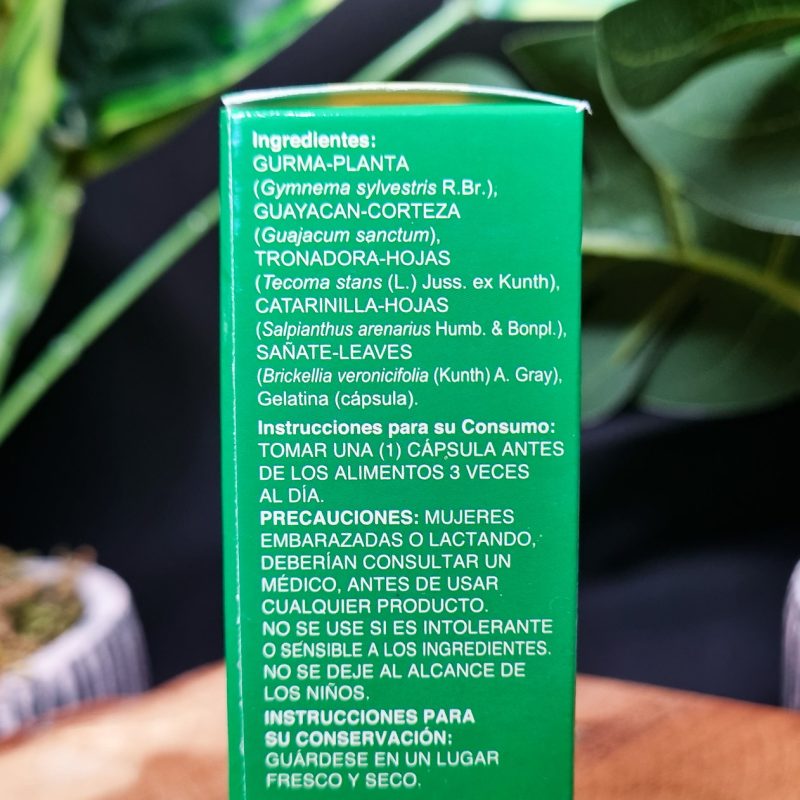 Ingredientes:
GURMA-PLANTA
(Gymnema sylvestris R.Br.),
GUAYACAN-CORTEZA
(Guajacum sanctum),
TRONADORA-HOJAS
(Tecoma stans (L.) Juss. ex Kunth),
CATARINILLA-HOJAS
(Salpianthus arenarius Humb. & Bonpl.),
SAÑATE-LEAVES
(Brickellia veronicifolia (Kunth) A. Gray),
Gelatina (cápsula).
Instrucciones para su Consumo:
TOMAR UNA (1) CÁPSULA ANTES
DE LOS ALIMENTOS 3 VECES
AL DÍA.
PRECAUCIONES: MUJERES
EMBARAZADAS O LACTANDO,
DEBERÍAN CONSULTAR UN
MÉDICO, ANTES DE USAR
CUALQUIER PRODUCTO.
NO SE USE SI ES INTOLERANTE
O SENSIBLE A LOS INGREDIENTES.
NO SE DEJE AL ALCANCE DE
LOS NIÑOS.
INSTRUCCIONES PARA
SU CONSERVACIÓN:
GUÁRDESE EN UN LUGAR
FRESCO Y SECO.